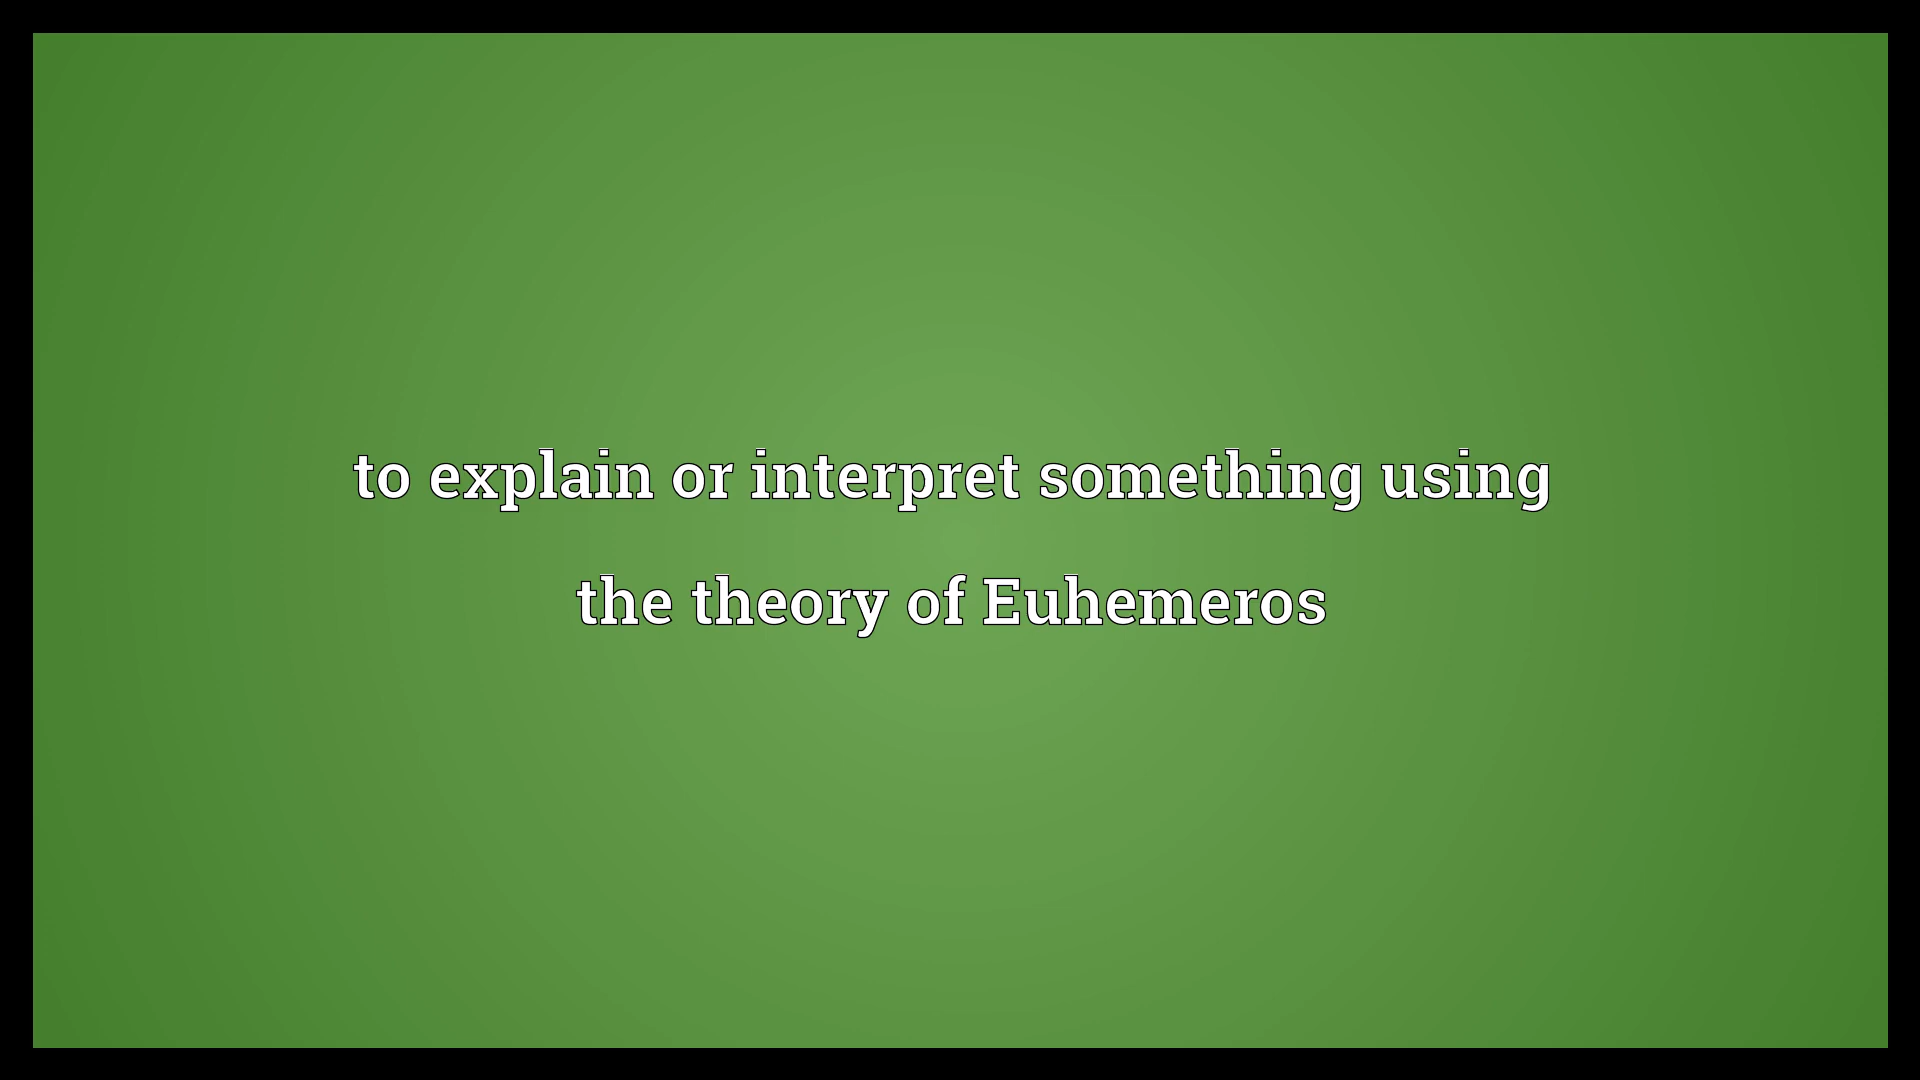 to explain or interpret something using
the theory of Euhemeros